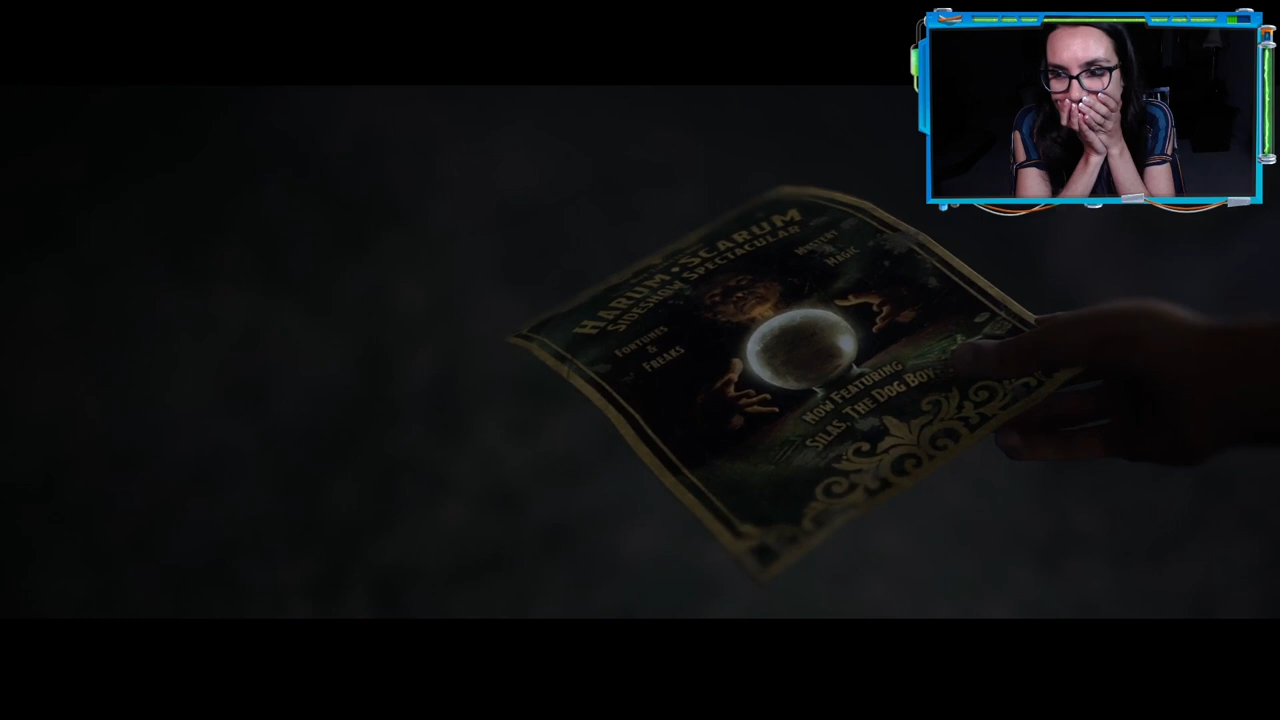 HARUM • SCARUM
SIDESHOW SPECTACULAR
MYSTERY
MAGIC
FORTUNES
&
FREAKS
NOW FEATURING
SILAS, THE DOG BOY